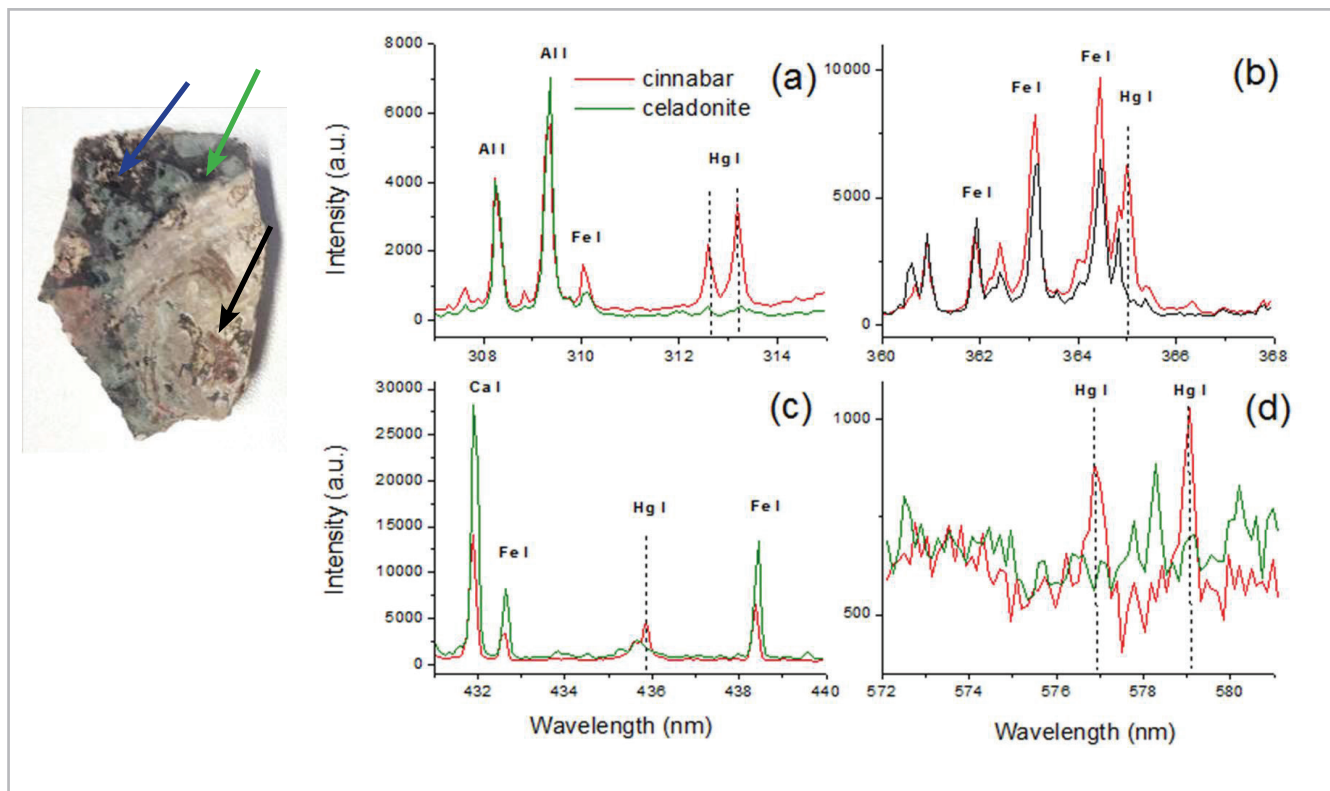 8000
6000
4000
2000
0
Intensity (a.u.)
Al I
Al I
Fe I
Hg I
cinnabar
celadonite
(a)
308
310
312
314
10000
5000
0
Fe I
Fe I
Fe I
Hg I
(b)
360
362
364
366
368
30000
25000
20000
15000
10000
5000
0
Intensity (a.u.)
Ca I
Fe I
Hg I
Fe I
(c)
432
434
436
438
440
Wavelength (nm)
1000
500
Hg I
Hg I
(d)
572
574
576
578
580
Wavelength (nm)